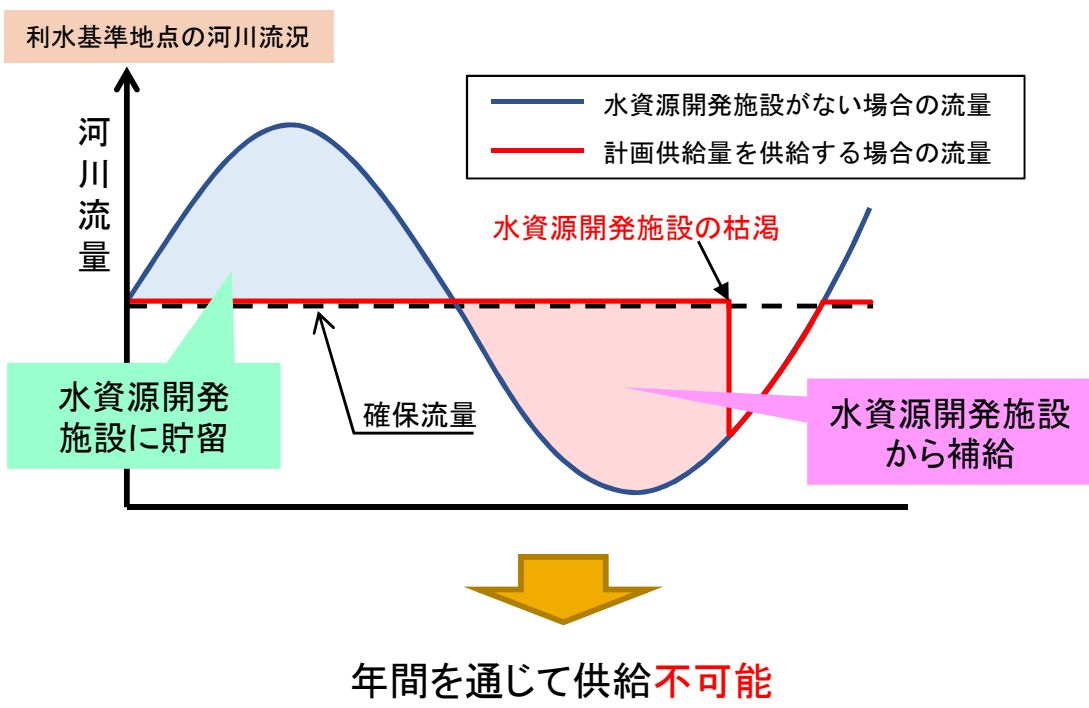 利水基準地点の河川流況
河川流量
水資源開発施設がない場合の流量
計画供給量を供給する場合の流量
水資源開発施設の枯渇
水資源開発
施設に貯留
確保流量
水資源開発施設
から補給
年間を通じて供給不可能